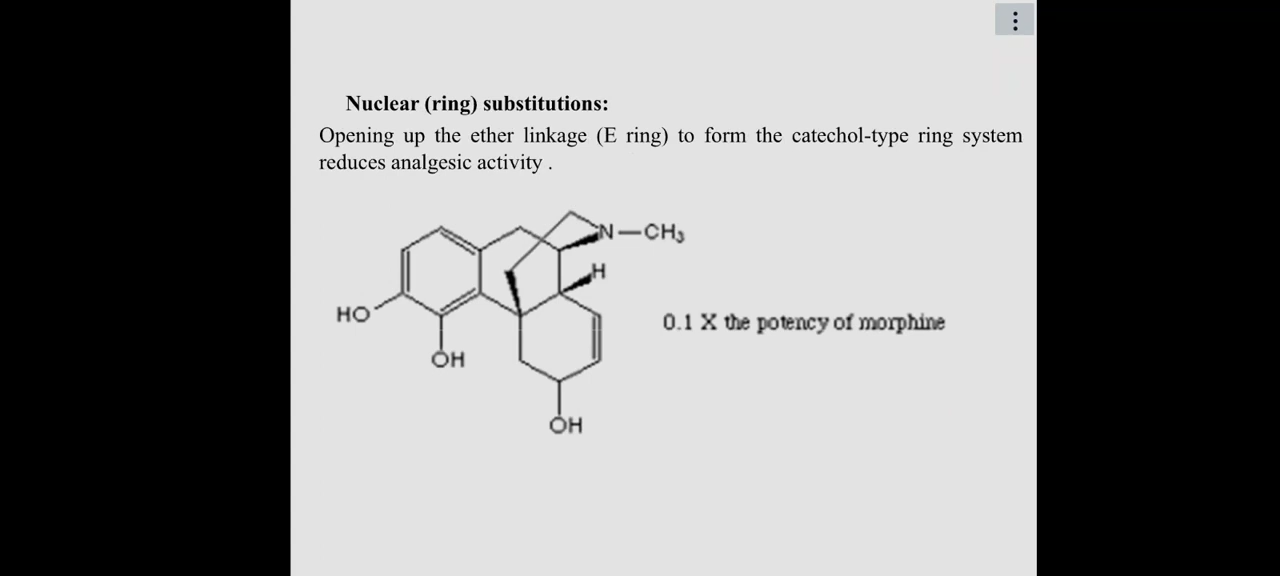 Nuclear (ring) substitutions:
Opening up the ether linkage (E ring) to form the catechol-type ring system
reduces analgesic activity .
N—CH₃
H
HO
0.1 X the potency of morphine
OH
OH